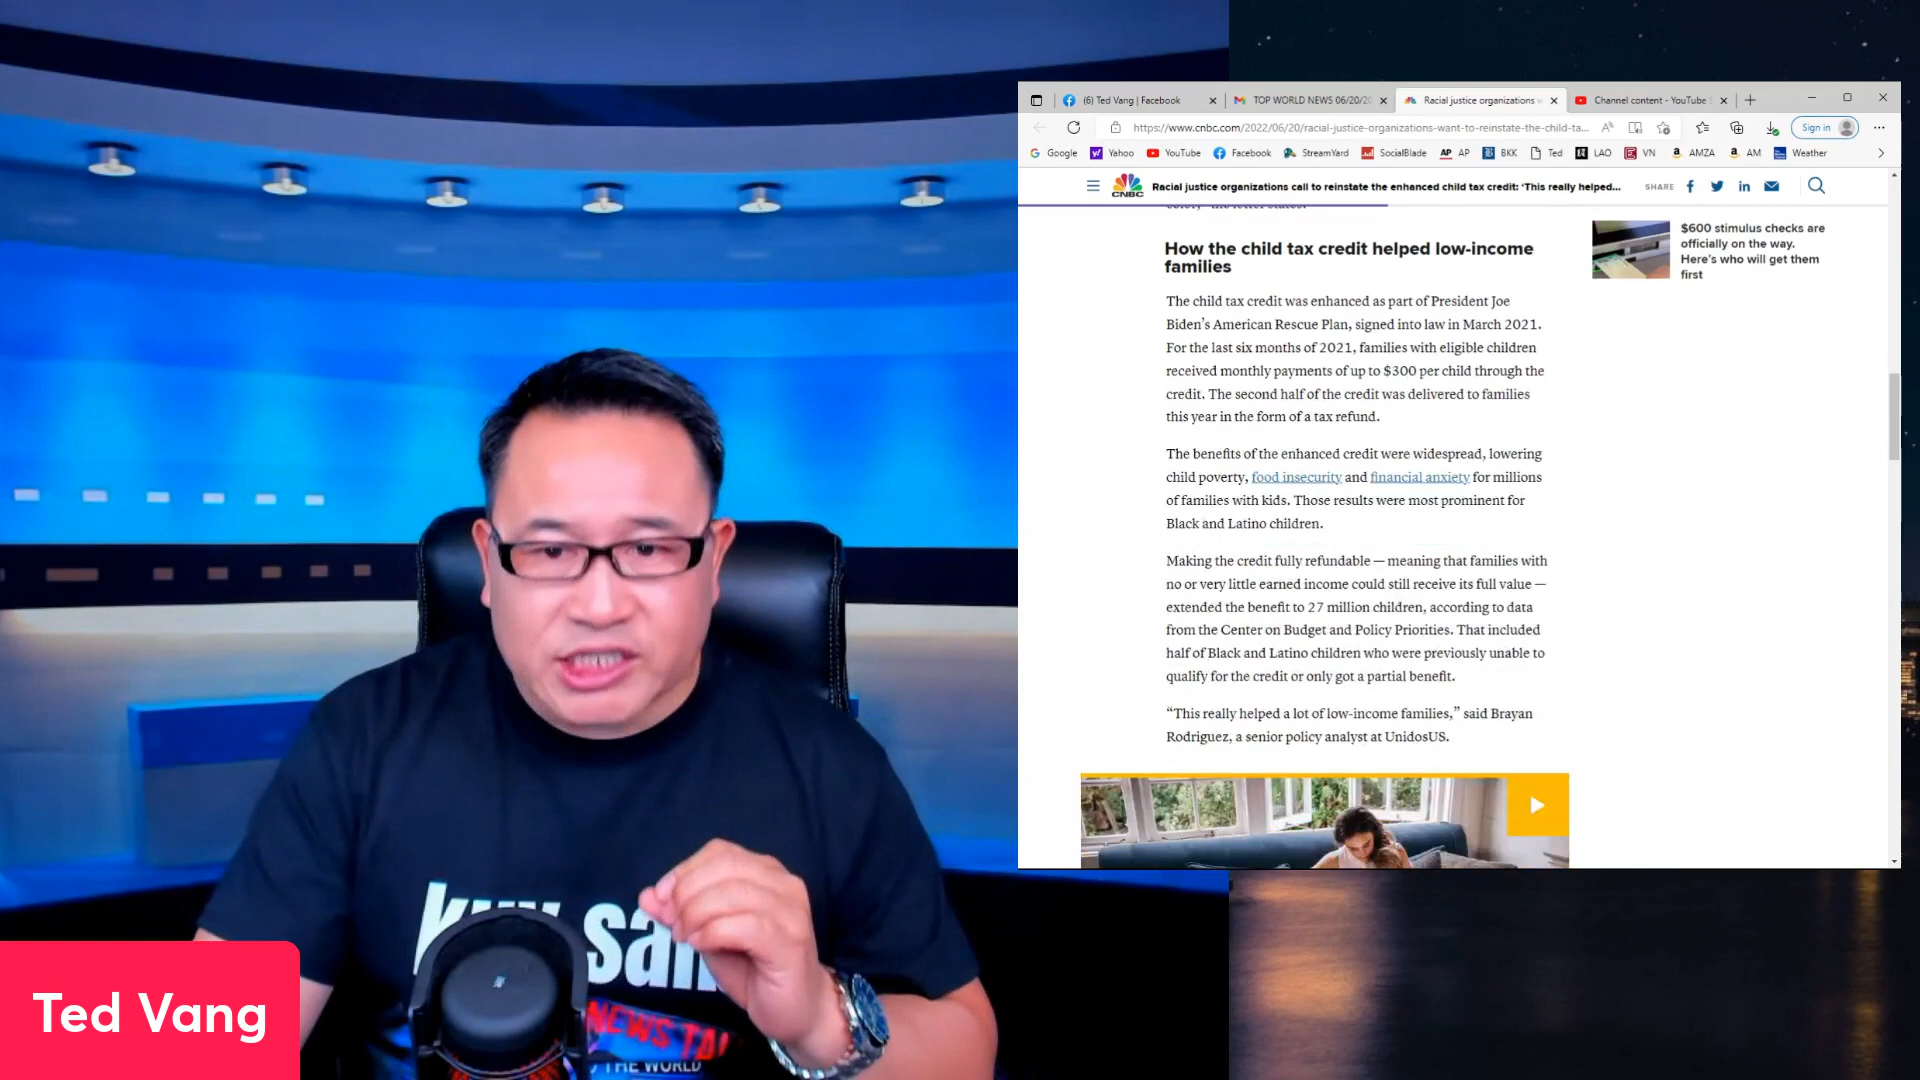 (6) Ted Vang | Facebook
TOP WORLD NEWS 06/20/20
Racial justice organizations
Channel content - YouTube
https://www.cnbc.com/2022/06/20/racial-justice-organizations-want-to-reinstate-the-child-ta...
Sign in
Google Yahoo YouTube Facebook StreamYard SocialBlade AP AP BKK Ted LAO VN AMZA AM Weather
CNBC
Racial justice organizations call to reinstate the enhanced child tax credit: ‘This really helped...
SHARE
How the child tax credit helped low-income
families
The child tax credit was enhanced as part of President Joe
Biden’s American Rescue Plan, signed into law in March 2021.
For the last six months of 2021, families with eligible children
received monthly payments of up to $300 per child through the
credit. The second half of the credit was delivered to families
this year in the form of a tax refund.
The benefits of the enhanced credit were widespread, lowering
child poverty, food insecurity and financial anxiety for millions
of families with kids. Those results were most prominent for
Black and Latino children.
Making the credit fully refundable — meaning that families with
no or very little earned income could still receive its full value —
extended the benefit to 27 million children, according to data
from the Center on Budget and Policy Priorities. That included
half of Black and Latino children who were previously unable to
qualify for the credit or only got a partial benefit.
“This really helped a lot of low-income families,” said Brayan
Rodriguez, a senior policy analyst at UnidosUS.
$600 stimulus checks are
officially on the way.
Here’s who will get them
first
NEWS
THE WORLD
Ted Vang